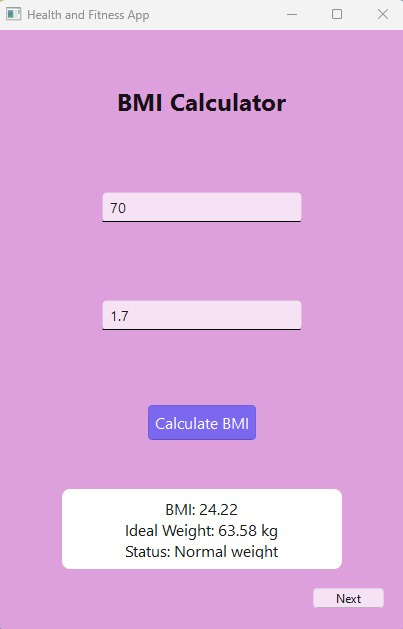 Health and Fitness App
BMI Calculator
70
1.7
Calculate BMI
BMI: 24.22
Ideal Weight: 63.58 kg
Status: Normal weight
Next